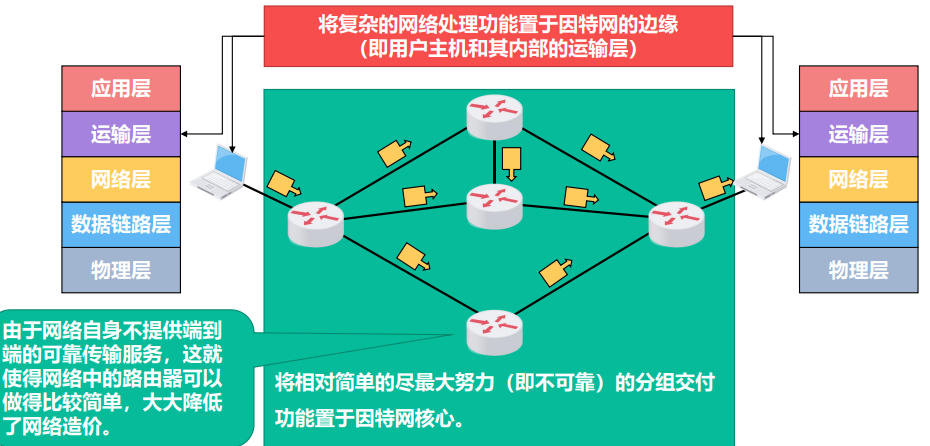 将复杂的网络处理功能置于因特网的边缘
（即用户主机和其内部的运输层）
应用层
运输层
网络层
数据链路层
物理层
应用层
运输层
网络层
数据链路层
物理层
由于网络自身不提供端到
端的可靠传输服务，这就
使得网络中的路由器可以
做得比较简单，大大降低
了网络造价。
将相对简单的尽最大努力（即不可靠）的分组交付
功能置于因特网核心。